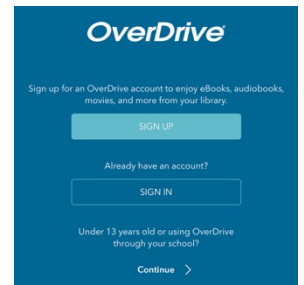 OverDrive
Sign up for an OverDrive account to enjoy eBooks, audiobooks,
movies, and more from your library.
SIGN UP
Already have an account?
SIGN IN
Under 13 years old or using OverDrive
through your school?
Continue >